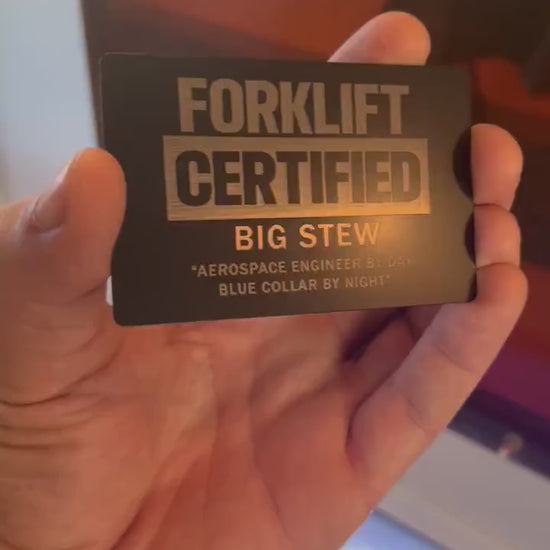 FORKLIFT
CERTIFIED
BIG STEW
"AEROSPACE ENGINEER BY DAY
BLUE COLLAR BY NIGHT"